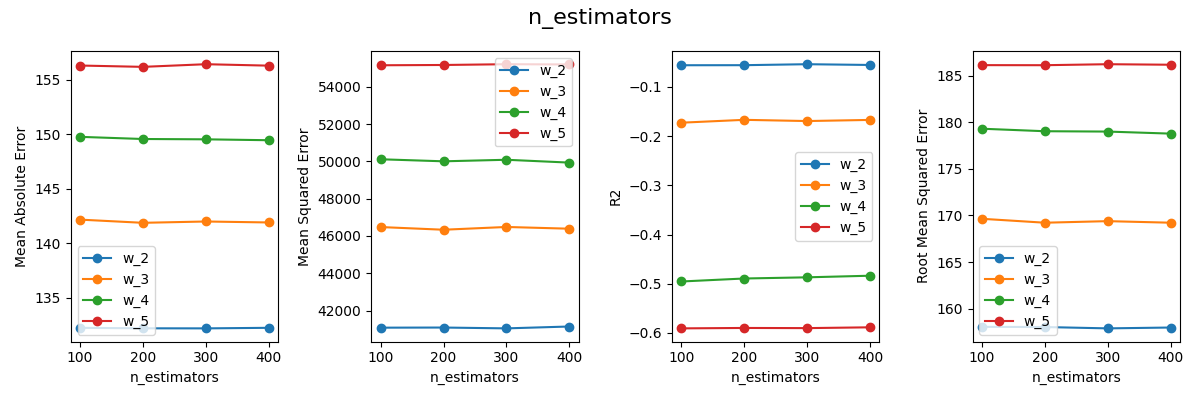 n_estimators
155
150
145
140
135
Mean Absolute Error
w_2
w_3
w_4
w_5
100 200 300 400
n_estimators
54000
52000
50000
48000
46000
44000
42000
Mean Squared Error
w_2
w_3
w_4
w_5
100 200 300 400
n_estimators
−0.1
−0.2
−0.3
−0.4
−0.5
−0.6
R2
w_2
w_3
w_4
w_5
100 200 300 400
n_estimators
185
180
175
170
165
160
Root Mean Squared Error
w_2
w_3
w_4
w_5
100 200 300 400
n_estimators